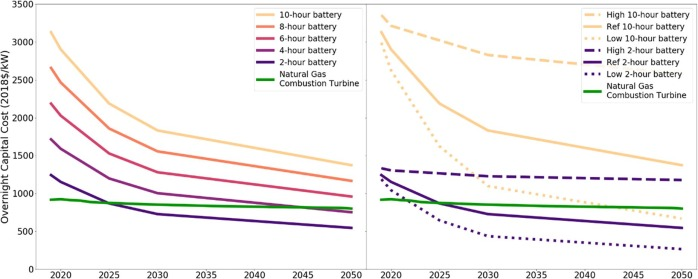 Overnight Capital Cost (2018$/kW)
3500
3000
2500
2000
1500
1000
500
0
10-hour battery
8-hour battery
6-hour battery
4-hour battery
2-hour battery
Natural Gas
Combustion Turbine
2020 2025 2030 2035 2040 2045 2050
High 10-hour battery
Ref 10-hour battery
Low 10-hour battery
High 2-hour battery
Ref 2-hour battery
Low 2-hour battery
Natural Gas
Combustion Turbine
2020 2025 2030 2035 2040 2045 2050